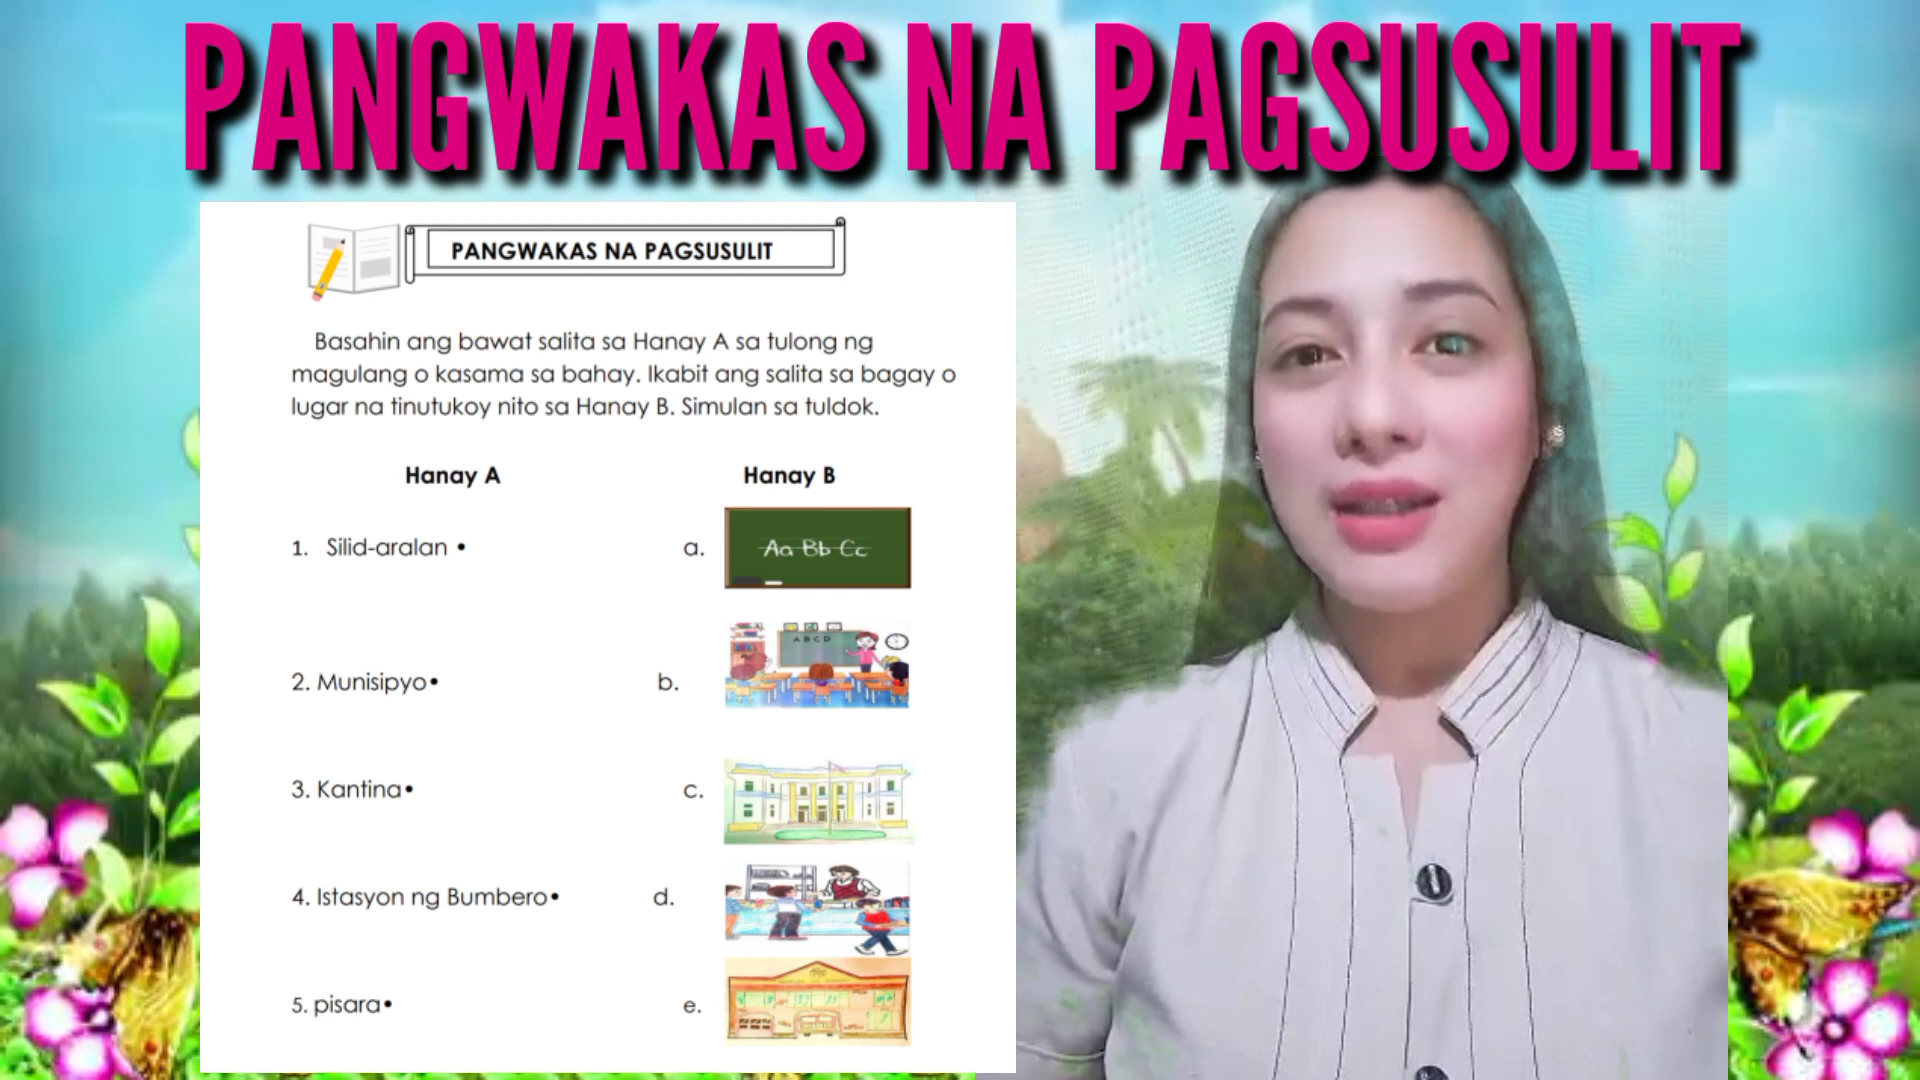 PANGWAKAS NA PAGSUSULIT
PANGWAKAS NA PAGSUSULIT
Basahin ang bawat salita sa Hanay A sa tulong ng
magulang o kasama sa bahay. Ikabit ang salita sa bagay o
lugar na tinutukoy nito sa Hanay B. Simulan sa tuldok.
Hanay A
Hanay B
1. Silid-aralan •
a.
Aa Bb Cc
2. Munisipyo•
b.
A B C D
3. Kantina•
c.
4. Istasyon ng Bumbero•
d.
5. pisara•
e.